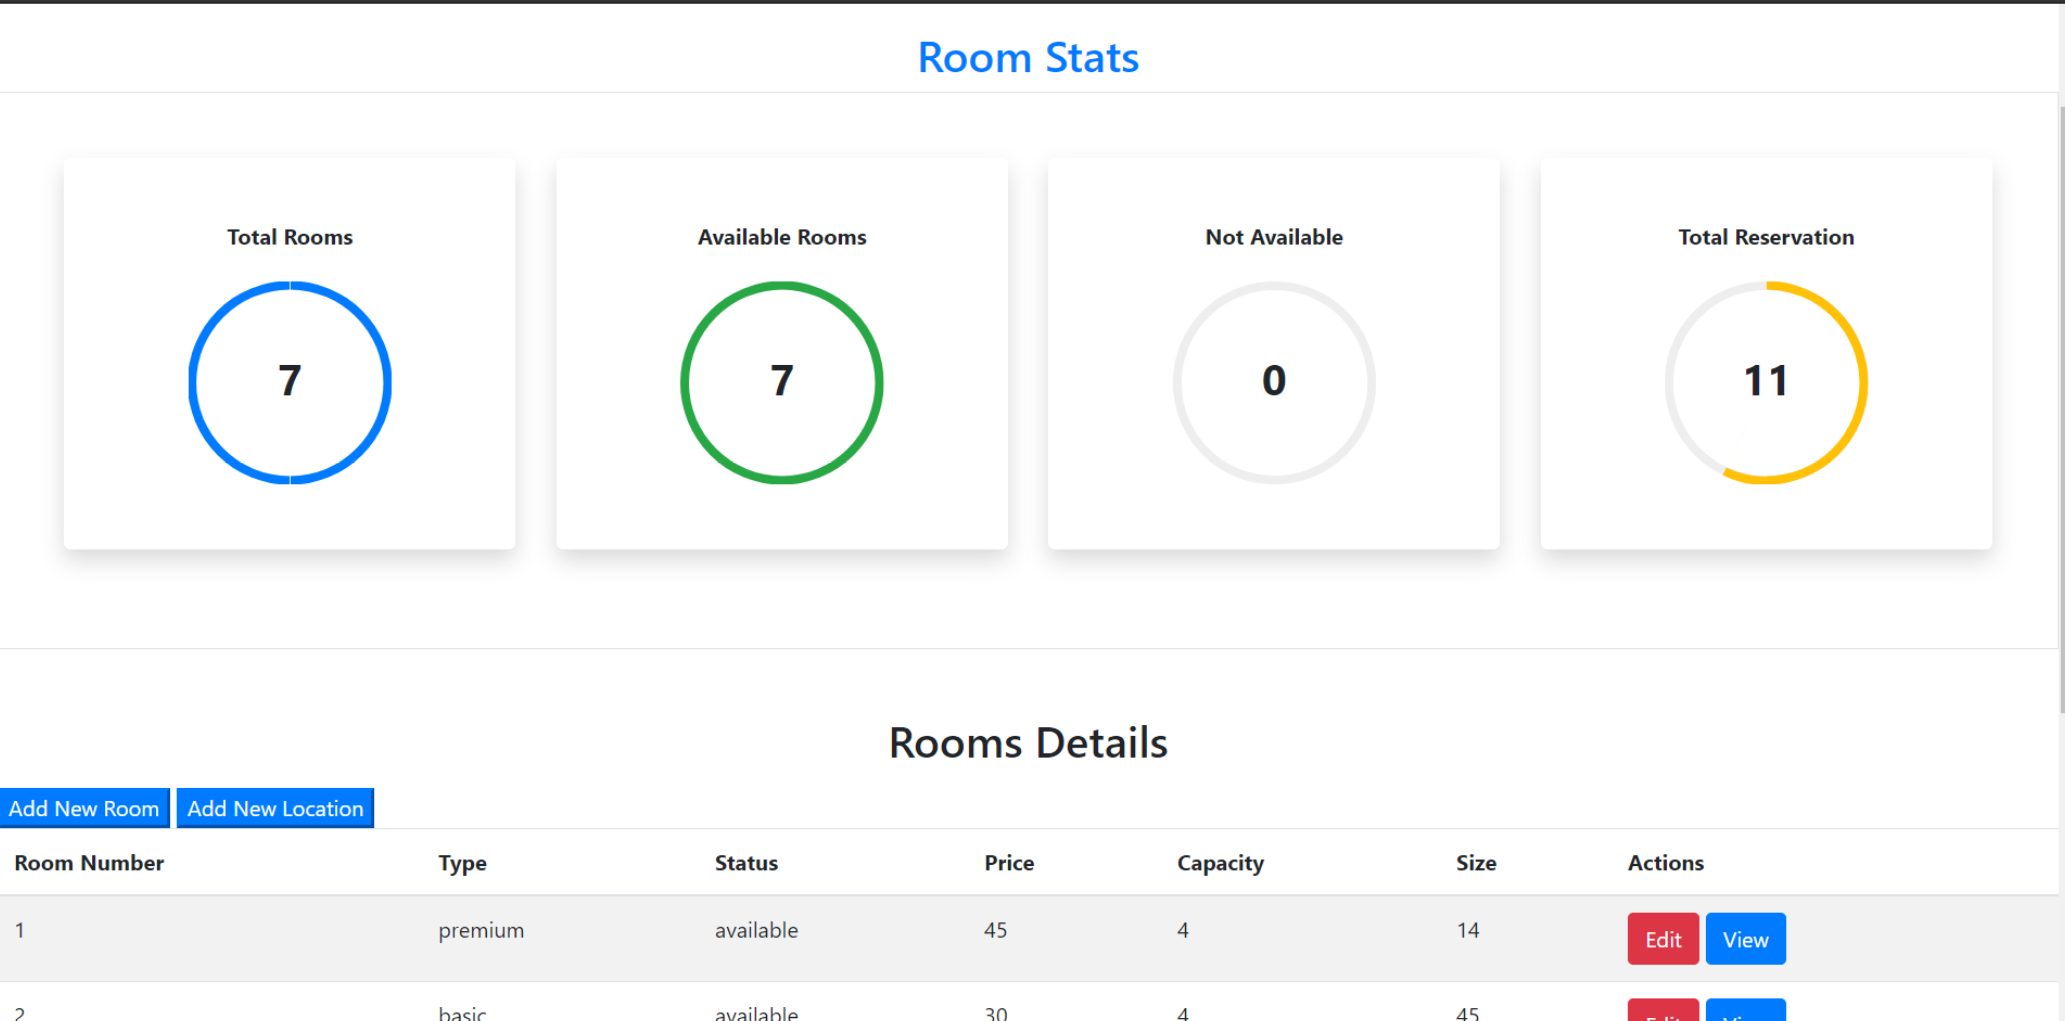 Room Stats
Total Rooms
Available Rooms
Not Available
Total Reservation
7
7
0
11
Rooms Details
Add New Room Add New Location
Room Number Type Status Price Capacity Size Actions
1 premium available 45 4 14 Edit View
2 basic available 30 4 45 Edit View